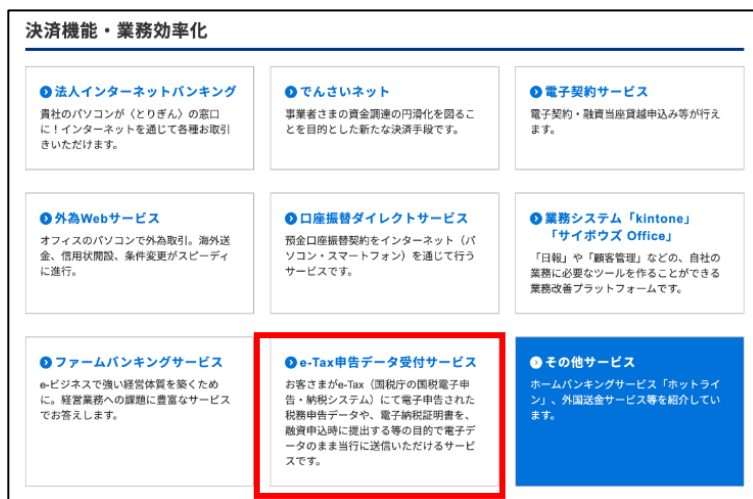 決済機能・業務効率化
法人インターネットバンキング
貴社のパソコンが〈とりぎん〉の窓口
に！インターネットを通じて各種お取引
きいただけます。
でんさいネット
事業者さまの資金調達の円滑化を図るこ
とを目的とした新たな決済手段です。
電子契約サービス
電子契約・融資当座貸越申込み等が行え
ます。
外為Webサービス
オフィスのパソコンで外為取引。海外送
金、信用状開設、条件変更がスピーディ
に進行。
口座振替ダイレクトサービス
預金口座振替契約をインターネット（パ
ソコン・スマートフォン）を通じて行う
サービスです。
業務システム「kintone」
「サイボウズ Office」
「日報」や「顧客管理」などの、自社の
業務に必要なツールを作ることができる
業務改善プラットフォームです。
ファームバンキングサービス
e-ビジネスで強い経営体質を築くため
に。経営業務への課題に豊富なサービス
でお答えします。
e-Tax申告データ受付サービス
お客さまがe-Tax（国税庁の国税電子申
告・納税システム）にて電子申告された
税務申告データや、電子納税証明書を、
融資申込時に提出する等の目的で電子デ
ータのまま当行に送信いただけるサービ
スです。
その他サービス
ホームバンキングサービス「ホットライ
ン」、外国送金サービス等を紹介してい
ます。